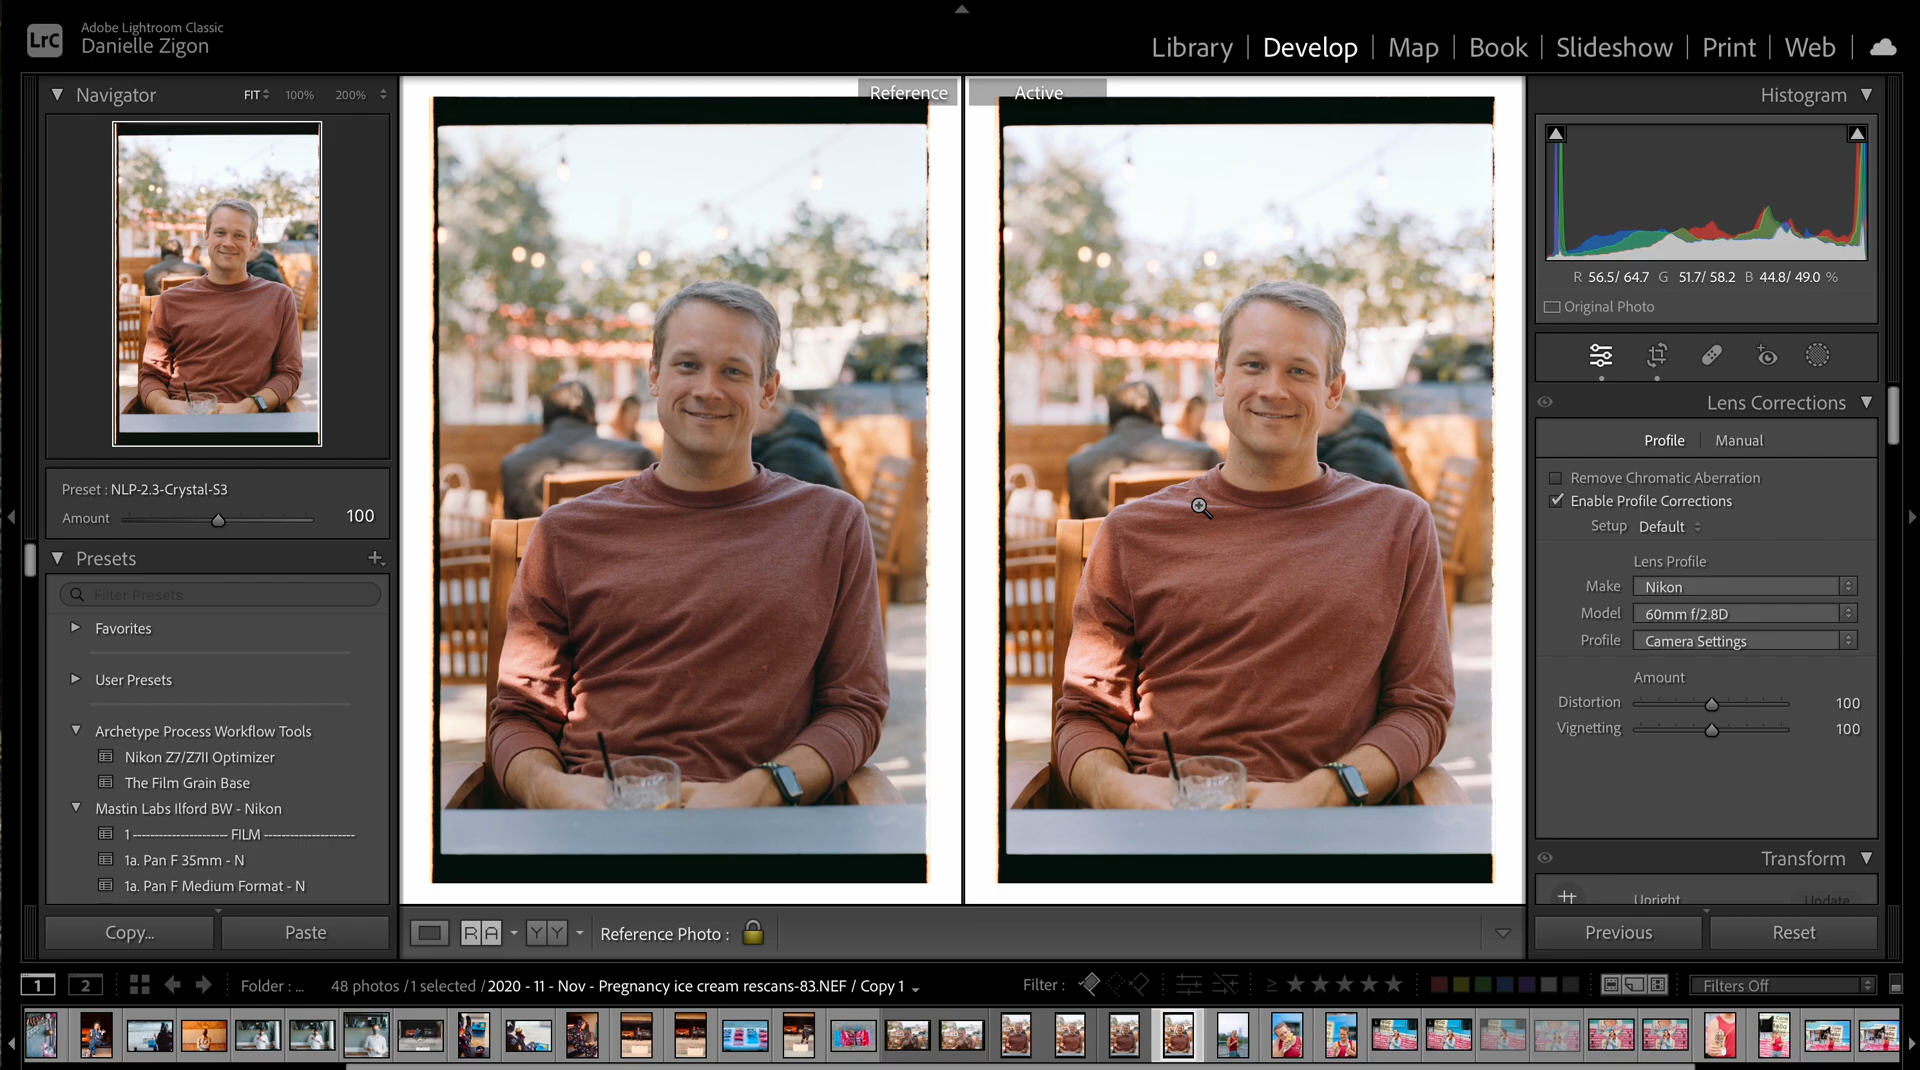 LrC
Adobe Lightroom Classic
Danielle Zigon
Library | Develop | Map | Book | Slideshow | Print | Web
Navigator FIT 100% 200%
Preset : NLP-2.3-Crystal-S3
Amount 100
Presets
Filter Presets
Favorites
User Presets
Archetype Process Workflow Tools
Nikon Z7/Z7II Optimizer
The Film Grain Base
Mastin Labs Ilford BW - Nikon
1---------------------- FILM ---------------------
1a. Pan F 35mm - N
1a. Pan F Medium Format - N
Copy... Paste
Reference
Active
R A Y Y Reference Photo :
Histogram
R 56.5/ 64.7 G 51.7/ 58.2 B 44.8/ 49.0 %
Original Photo
Lens Corrections
Profile | Manual
Remove Chromatic Aberration
Enable Profile Corrections
Setup Default
Lens Profile
Make Nikon
Model 60mm f/2.8D
Profile Camera Settings
Amount
Distortion 100
Vignetting 100
Transform
Upright Update
Previous Reset
1 2 Folder : ... 48 photos /1 selected / 2020 - 11 - Nov - Pregnancy ice cream rescans-83.NEF / Copy 1 Filter : ≥ ★★★★★ Filters Off